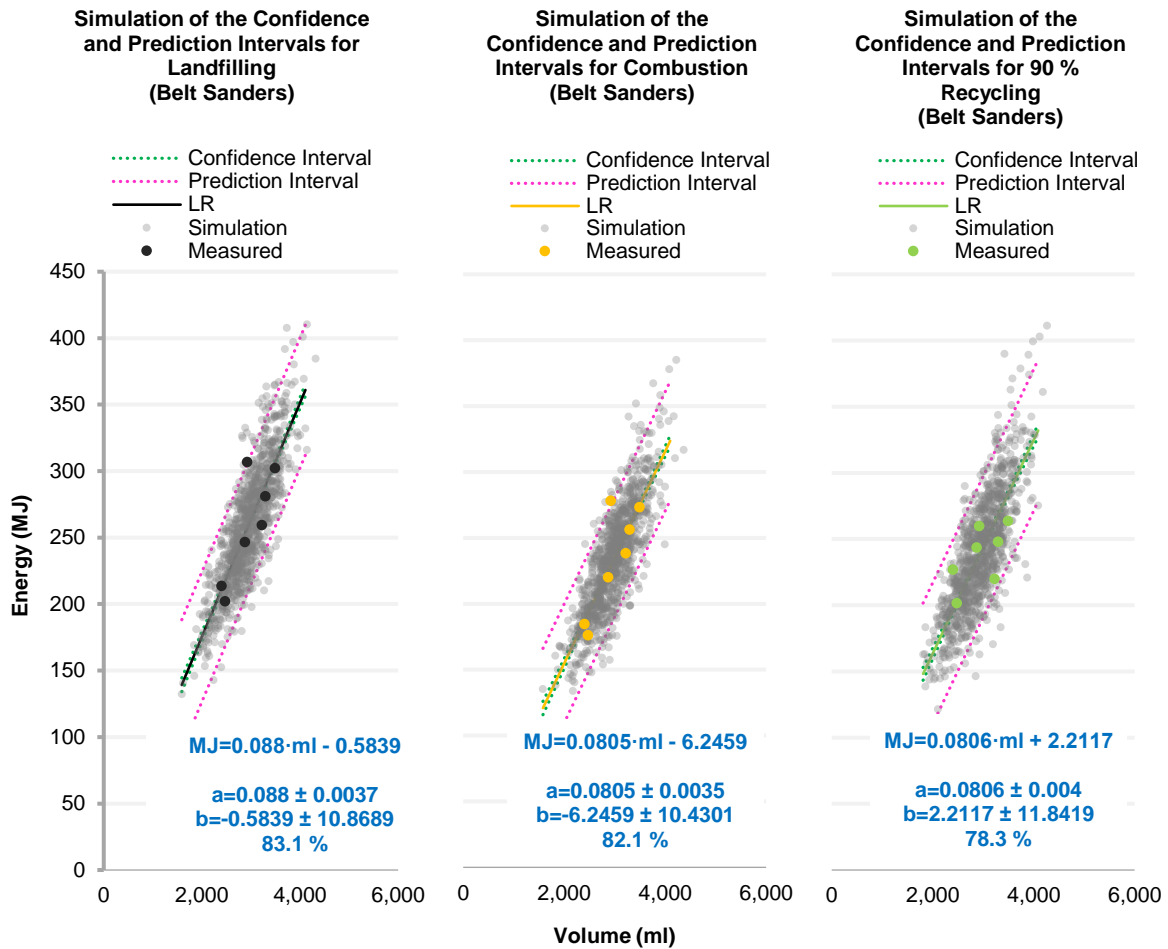 Simulation of the Confidence
and Prediction Intervals for
Landfilling
(Belt Sanders)
Confidence Interval
Prediction Interval
LR
Simulation
Measured
Simulation of the
Confidence and Prediction
Intervals for Combustion
(Belt Sanders)
Confidence Interval
Prediction Interval
LR
Simulation
Measured
Simulation of the
Confidence and Prediction
Intervals for 90 %
Recycling
(Belt Sanders)
Confidence Interval
Prediction Interval
LR
Simulation
Measured
Energy (MJ)
450
400
350
300
250
200
150
100
50
0
MJ=0.088·ml - 0.5839
a=0.088 ± 0.0037
b=-0.5839 ± 10.8689
83.1 %
0
2,000
4,000
6,000
MJ=0.0805·ml - 6.2459
a=0.0805 ± 0.0035
b=-6.2459 ± 10.4301
82.1 %
0
2,000
4,000
6,000
MJ=0.0806·ml + 2.2117
a=0.0806 ± 0.004
b=2.2117 ± 11.8419
78.3 %
0
2,000
4,000
6,000
Volume (ml)